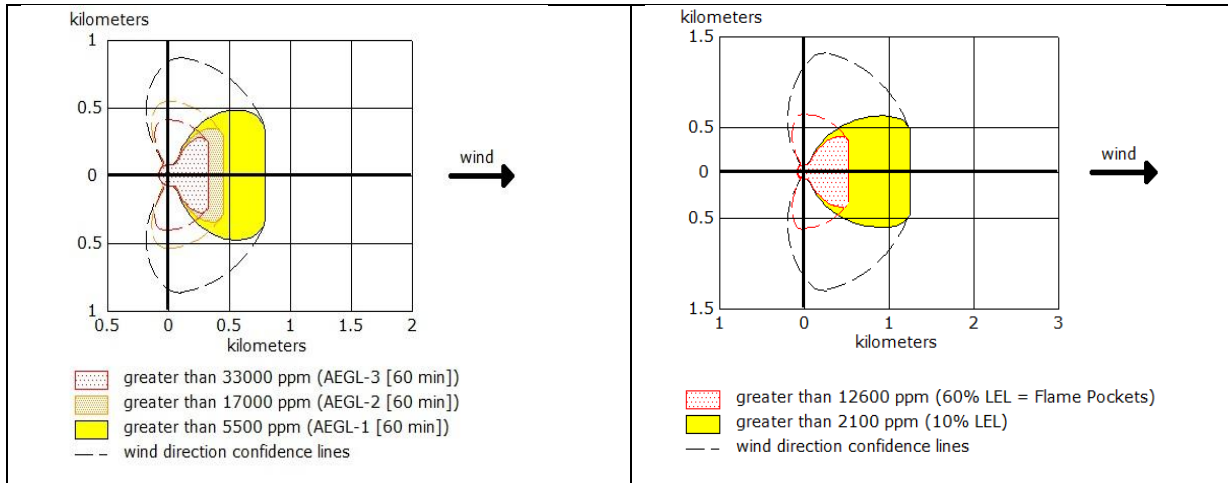 kilometers
1
0.5
0
0.5
1
0.5 0 0.5 1 1.5 2
kilometers
wind
greater than 33000 ppm (AEGL-3 [60 min])
greater than 17000 ppm (AEGL-2 [60 min])
greater than 5500 ppm (AEGL-1 [60 min])
wind direction confidence lines
kilometers
1.5
1
0.5
0
0.5
1
1.5
1 0 1 2 3
kilometers
wind
greater than 12600 ppm (60% LEL = Flame Pockets)
greater than 2100 ppm (10% LEL)
wind direction confidence lines